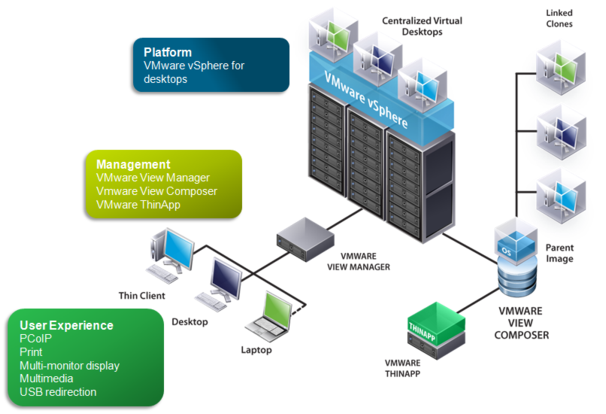 Platform
VMware vSphere for
desktops
Centralized Virtual
Desktops
Linked
Clones
VMware vSphere
Management
VMware View Manager
Vmware View Composer
VMware ThinApp
OS
Parent
Image
VMWARE
VIEW MANAGER
Thin Client
Desktop
Laptop
VMWARE
VIEW
COMPOSER
THINAPP
VMWARE
THINAPP
User Experience
PCoIP
Print
Multi-monitor display
Multimedia
USB redirection